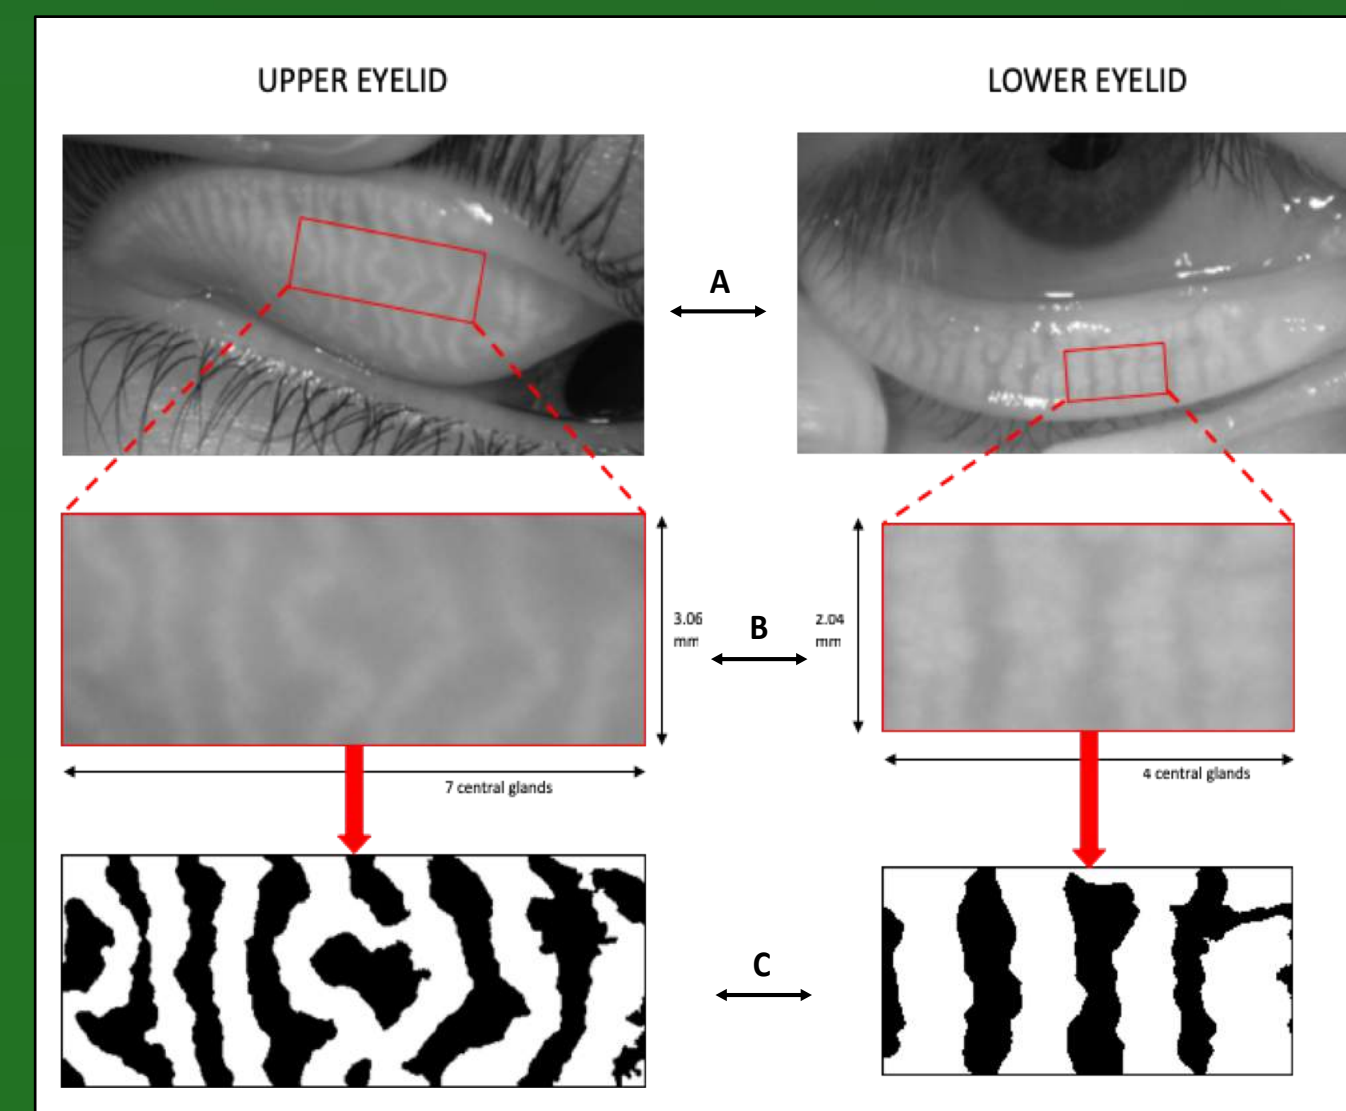 UPPER EYELID
LOWER EYELID
A
3.06
mm
B
2.04
mm
7 central glands
4 central glands
C